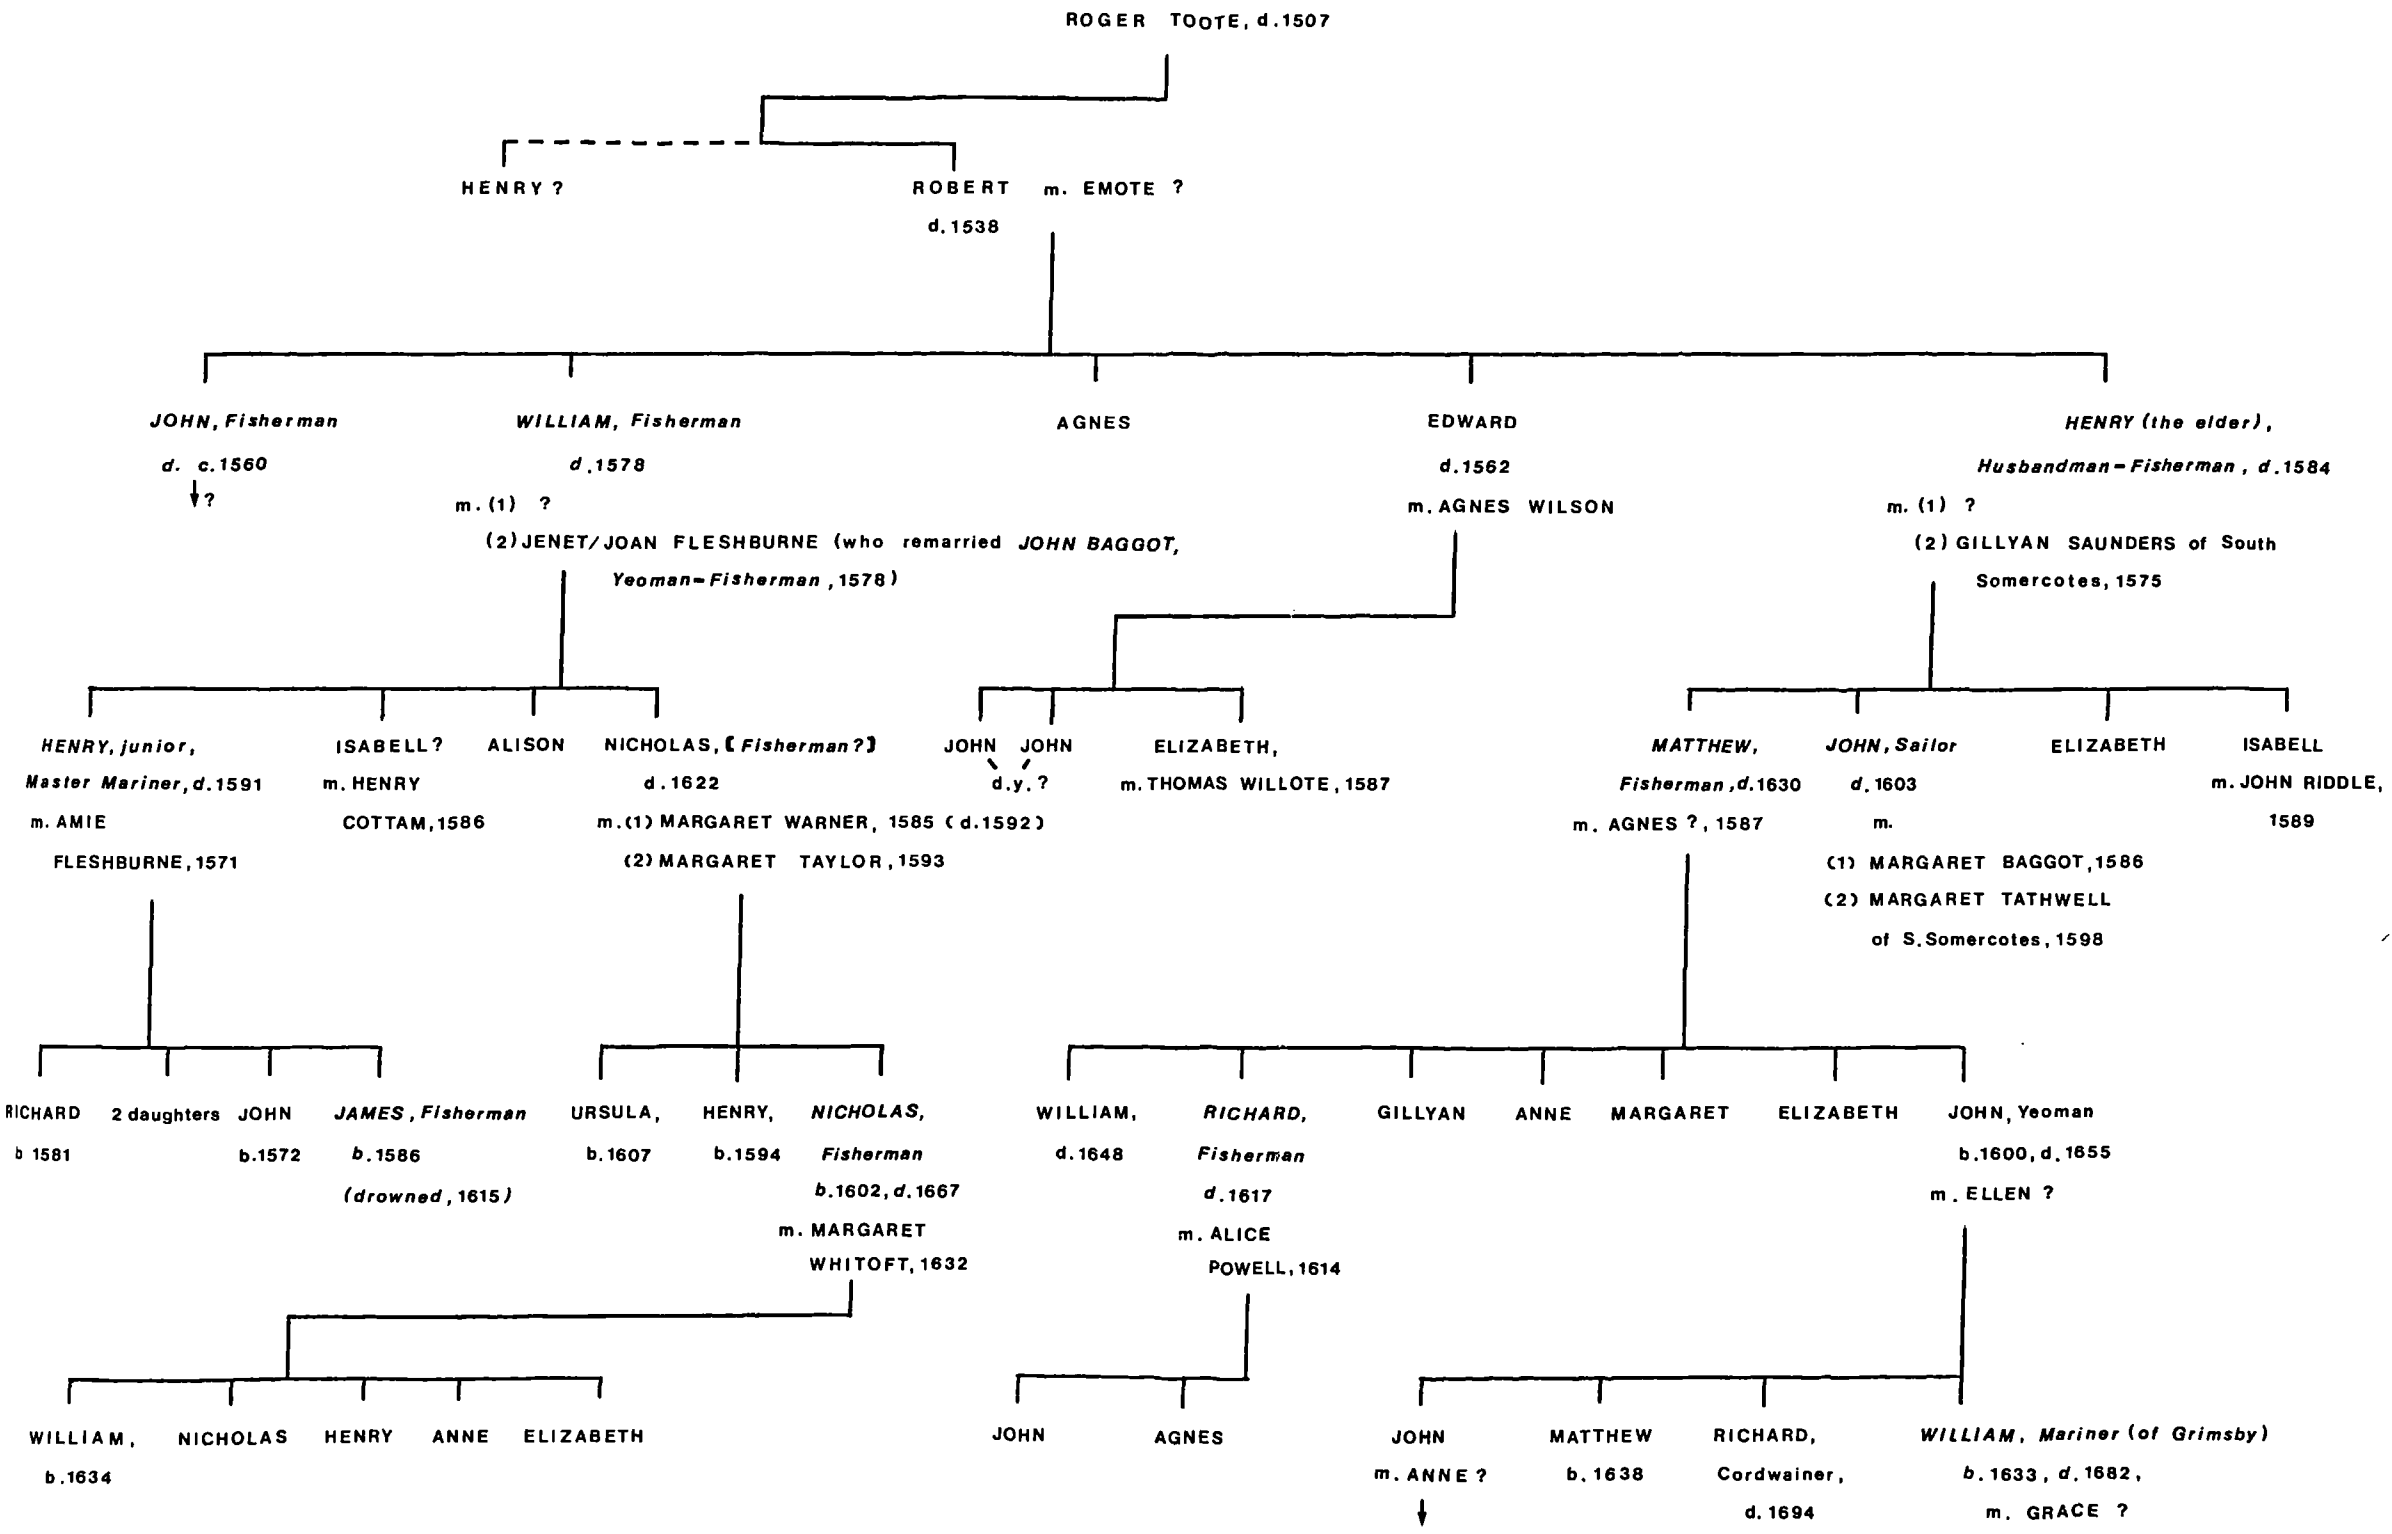 ROGER TOOTE, d.1507
HENRY ?
ROBERT m. EMOTE ?
d.1538
JOHN, Fisherman
d. c.1560
?
WILLIAM, Fisherman
d.1578
m. (1) ?
(2) JENET/JOAN FLESHBURNE (who remarried JOHN BAGGOT,
Yeoman-Fisherman, 1578)
AGNES
EDWARD
d.1562
m. AGNES WILSON
HENRY (the elder),
Husbandman-Fisherman, d.1584
m. (1) ?
(2) GILLYAN SAUNDERS of South
Somercotes, 1575
HENRY, junior,
Master Mariner, d.1591
m. AMIE
FLESHBURNE, 1571
ISABELL?
m. HENRY
COTTAM, 1586
ALISON
NICHOLAS, [Fisherman?]
d.1622
m.(1) MARGARET WARNER, 1585 (d.1592)
(2) MARGARET TAYLOR, 1593
JOHN JOHN
d.y.?
ELIZABETH,
m. THOMAS WILLOTE, 1587
MATTHEW,
Fisherman, d.1630
m. AGNES ?, 1587
JOHN, Sailor
d.1603
m.
(1) MARGARET BAGGOT, 1586
(2) MARGARET TATHWELL
of S.Somercotes, 1598
ELIZABETH
ISABELL
m. JOHN RIDDLE,
1589
RICHARD
b 1581
2 daughters
JOHN
b.1572
JAMES, Fisherman
b.1586
(drowned, 1615)
URSULA,
b.1607
HENRY,
b.1594
NICHOLAS,
Fisherman
b.1602, d.1667
m. MARGARET
WHITOFT, 1632
WILLIAM,
d.1648
RICHARD,
Fisherman
d.1617
m. ALICE
POWELL, 1614
GILLYAN
ANNE
MARGARET
ELIZABETH
JOHN, Yeoman
b.1600, d.1655
m. ELLEN ?
WILLIAM,
b.1634
NICHOLAS
HENRY
ANNE
ELIZABETH
JOHN
AGNES
JOHN
m. ANNE ?
MATTHEW
b. 1638
RICHARD,
Cordwainer,
d.1694
WILLIAM, Mariner (of Grimsby)
b.1633, d.1682,
m. GRACE ?